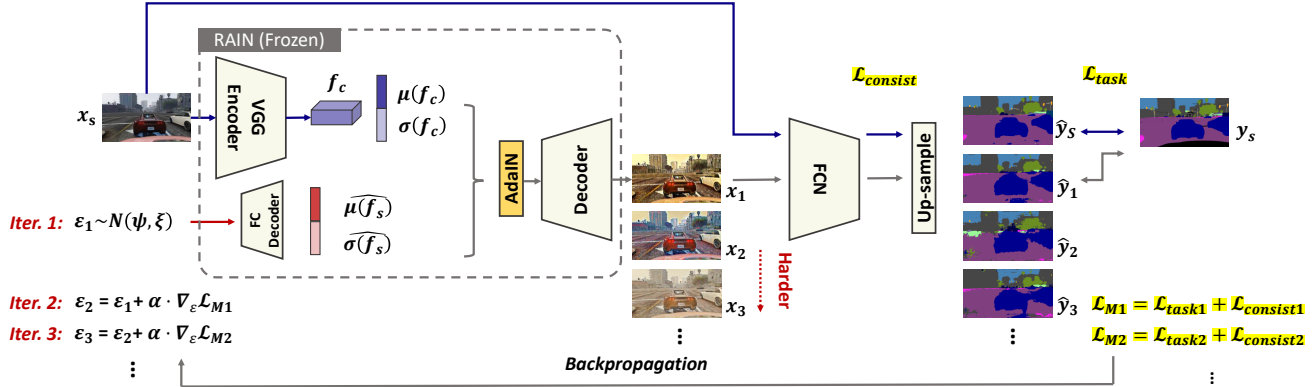 RAIN (Frozen)
x_s
VGG Encoder
f_c
μ(f_c)
σ(f_c)
AdaIN
Decoder
Iter. 1: ε_1~N(ψ, ξ)
FC Decoder
\widehat{μ(f_s)}
\widehat{σ(f_s)}
x_1
x_2
x_3
Harder
FCN
Up-sample
ℒ_consist
ℒ_task
ŷ_S
y_s
ŷ_1
ŷ_2
ŷ_3
Iter. 2: ε_2 = ε_1 + α · ∇_ε ℒ_M1
Iter. 3: ε_3 = ε_2 + α · ∇_ε ℒ_M2
⋮
⋮
⋮
ℒ_M1 = ℒ_task1 + ℒ_consist1
ℒ_M2 = ℒ_task2 + ℒ_consist2
⋮
Backpropagation